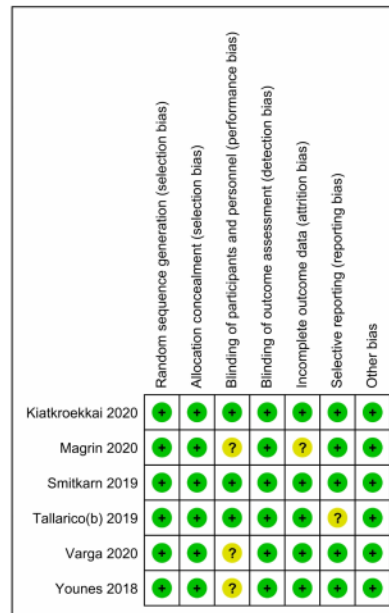 Random sequence generation (selection bias)
Allocation concealment (selection bias)
Blinding of participants and personnel (performance bias)
Blinding of outcome assessment (detection bias)
Incomplete outcome data (attrition bias)
Selective reporting (reporting bias)
Other bias
Kiatkroekkai 2020 + + + + + + +
Magrin 2020 + + ? + ? + +
Smitkarn 2019 + + + + + + +
Tallarico(b) 2019 + + + + + ? +
Varga 2020 + + ? + + + +
Younes 2018 + + ? + + + +